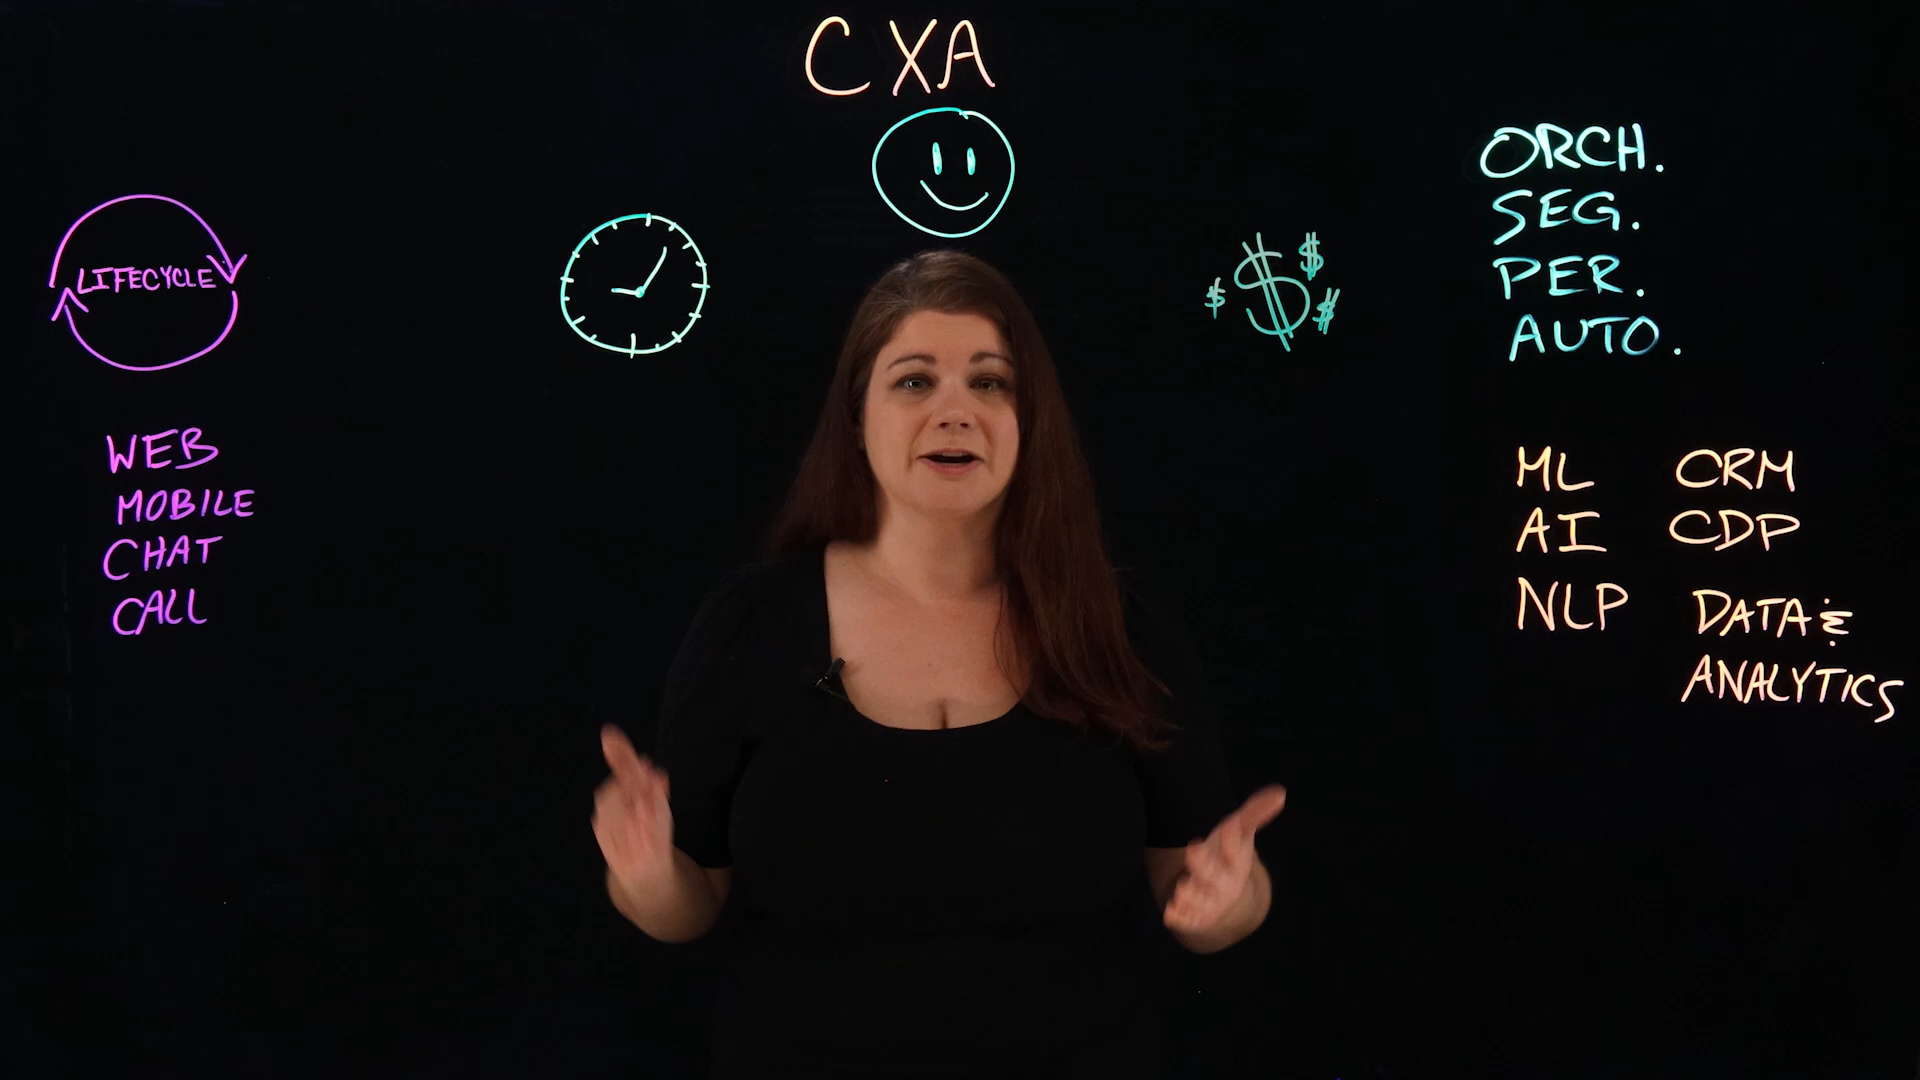 CXA
LIFECYCLE
WEB
MOBILE
CHAT
CALL
$
$
$
$
ORCH.
SEG.
PER.
AUTO.
ML
AI
NLP
CRM
CDP
DATA &
ANALYTICS